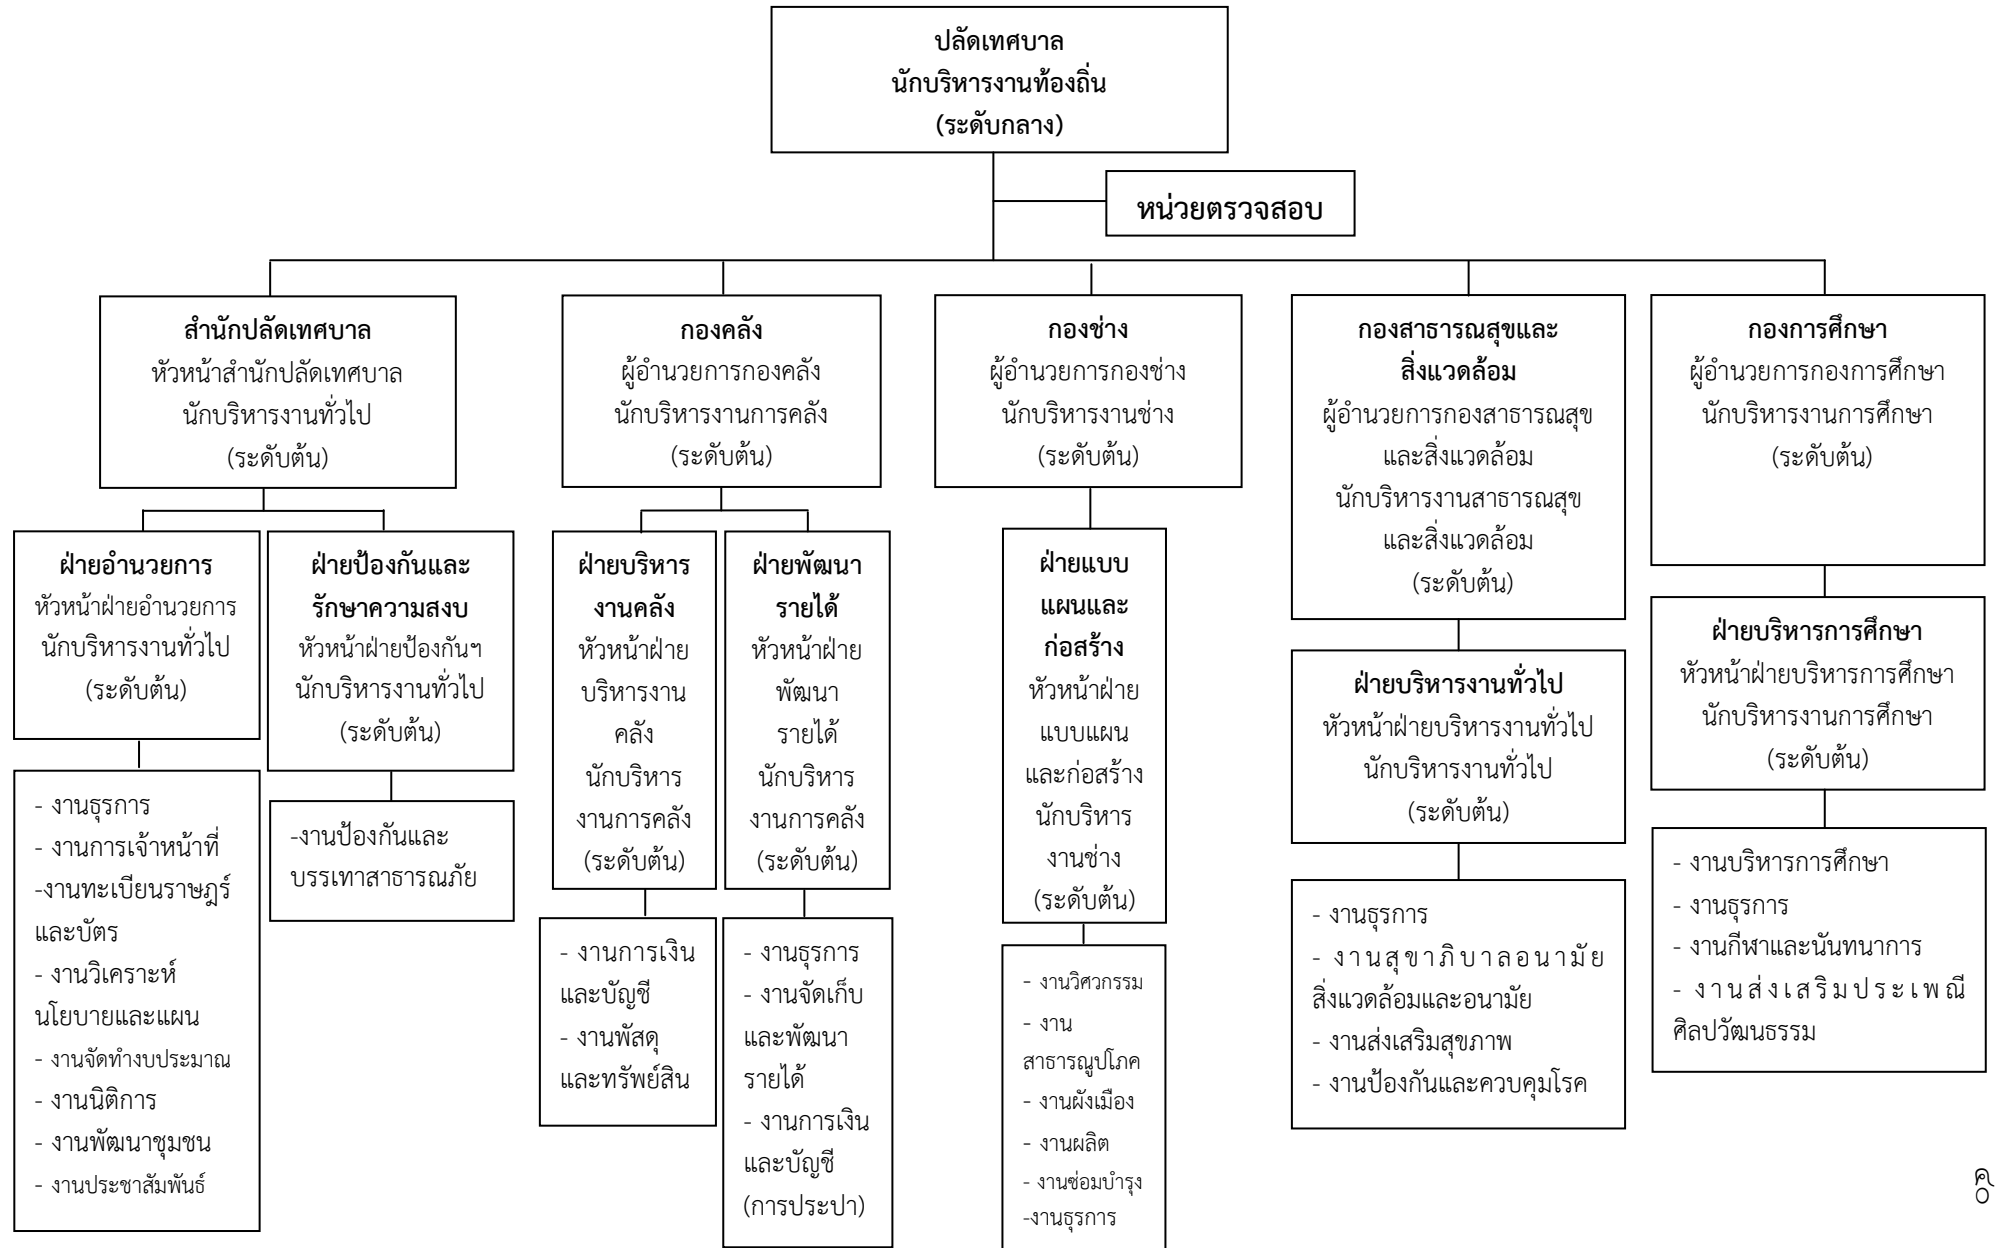 ปลัดเทศบาล
นักบริหารงานท้องถิ่น
(ระดับกลาง)
หน่วยตรวจสอบ
สำนักปลัดเทศบาล
หัวหน้าสำนักปลัดเทศบาล
นักบริหารงานทั่วไป
(ระดับต้น)
กองคลัง
ผู้อำนวยการกองคลัง
นักบริหารงานการคลัง
(ระดับต้น)
กองช่าง
ผู้อำนวยการกองช่าง
นักบริหารงานช่าง
(ระดับต้น)
กองสาธารณสุขและ
สิ่งแวดล้อม
ผู้อำนวยการกองสาธารณสุข
และสิ่งแวดล้อม
นักบริหารงานสาธารณสุข
และสิ่งแวดล้อม
(ระดับต้น)
กองการศึกษา
ผู้อำนวยการกองการศึกษา
นักบริหารงานการศึกษา
(ระดับต้น)
ฝ่ายอำนวยการ
หัวหน้าฝ่ายอำนวยการ
นักบริหารงานทั่วไป
(ระดับต้น)
ฝ่ายป้องกันและ
รักษาความสงบ
หัวหน้าฝ่ายป้องกันฯ
นักบริหารงานทั่วไป
(ระดับต้น)
ฝ่ายบริหาร
งานคลัง
หัวหน้าฝ่าย
บริหารงาน
คลัง
นักบริหาร
งานการคลัง
(ระดับต้น)
ฝ่ายพัฒนา
รายได้
หัวหน้าฝ่าย
พัฒนา
รายได้
นักบริหาร
งานการคลัง
(ระดับต้น)
ฝ่ายแบบ
แผนและ
ก่อสร้าง
หัวหน้าฝ่าย
แบบแผน
และก่อสร้าง
นักบริหาร
งานช่าง
(ระดับต้น)
ฝ่ายบริหารงานทั่วไป
หัวหน้าฝ่ายบริหารงานทั่วไป
นักบริหารงานทั่วไป
(ระดับต้น)
ฝ่ายบริหารการศึกษา
หัวหน้าฝ่ายบริหารการศึกษา
นักบริหารงานการศึกษา
(ระดับต้น)
- งานธุรการ
- งานการเจ้าหน้าที่
-งานทะเบียนราษฎร์
และบัตร
- งานวิเคราะห์
นโยบายและแผน
- งานจัดทำงบประมาณ
- งานนิติการ
- งานพัฒนาชุมชน
- งานประชาสัมพันธ์
-งานป้องกันและ
บรรเทาสาธารณภัย
- งานการเงิน
และบัญชี
- งานพัสดุ
และทรัพย์สิน
- งานธุรการ
- งานจัดเก็บ
และพัฒนา
รายได้
- งานการเงิน
และบัญชี
(การประปา)
- งานวิศวกรรม
- งาน
สาธารณูปโภค
- งานผังเมือง
- งานผลิต
- งานซ่อมบำรุง
-งานธุรการ
- งานธุรการ
- งานสุขาภิบาลอนามัย
สิ่งแวดล้อมและอนามัย
- งานส่งเสริมสุขภาพ
- งานป้องกันและควบคุมโรค
- งานบริหารการศึกษา
- งานธุรการ
- งานกีฬาและนันทนาการ
- งานส่งเสริมประเพณี
ศิลปวัฒนธรรม